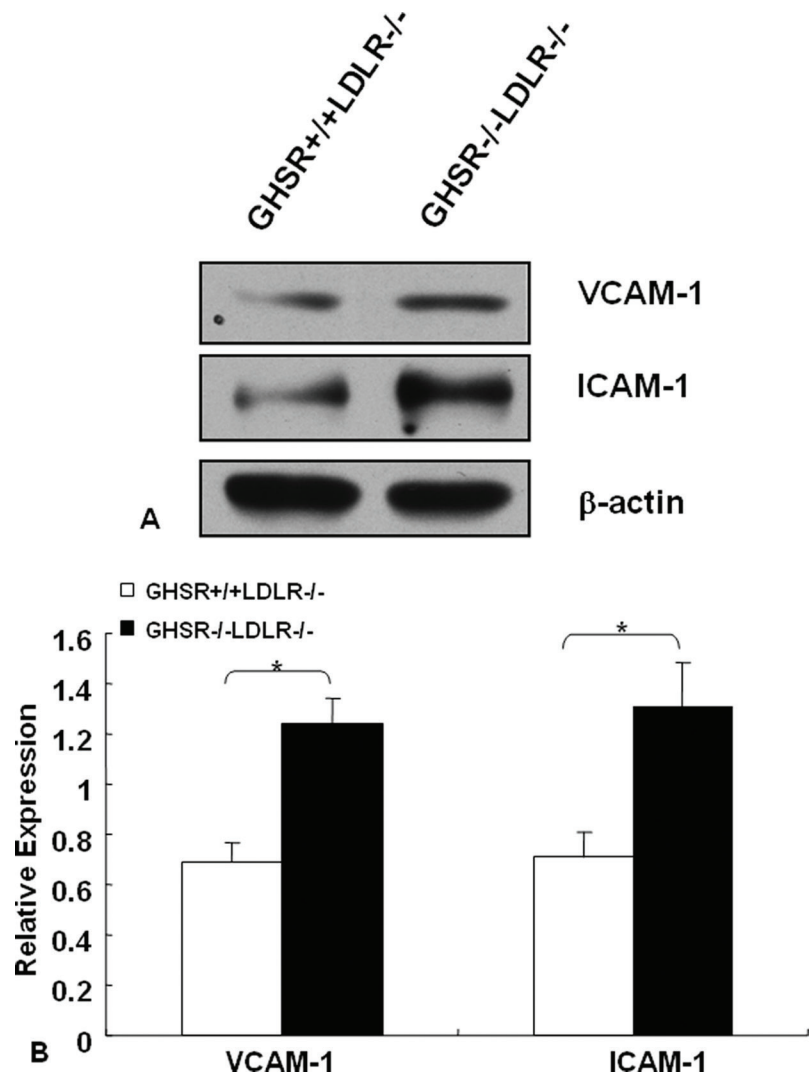 GHSR+/+LDLR-/-
GHSR-/-LDLR-/-
VCAM-1
ICAM-1
β-actin
A
GHSR+/+LDLR-/-
GHSR-/-LDLR-/-
*
*
Relative Expression
1.6
1.4
1.2
1
0.8
0.6
0.4
0.2
0
VCAM-1
ICAM-1
B